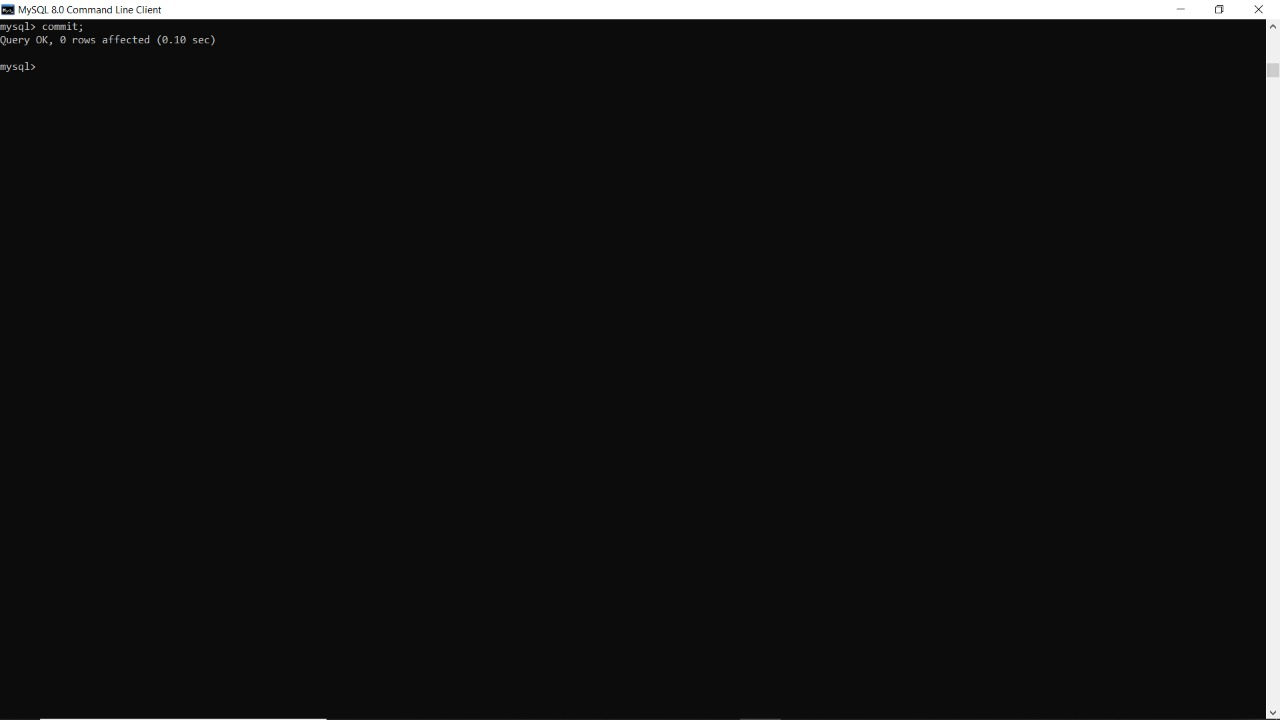 MySQL 8.0 Command Line Client
mysql> commit;
Query OK, 0 rows affected (0.10 sec)
mysql>